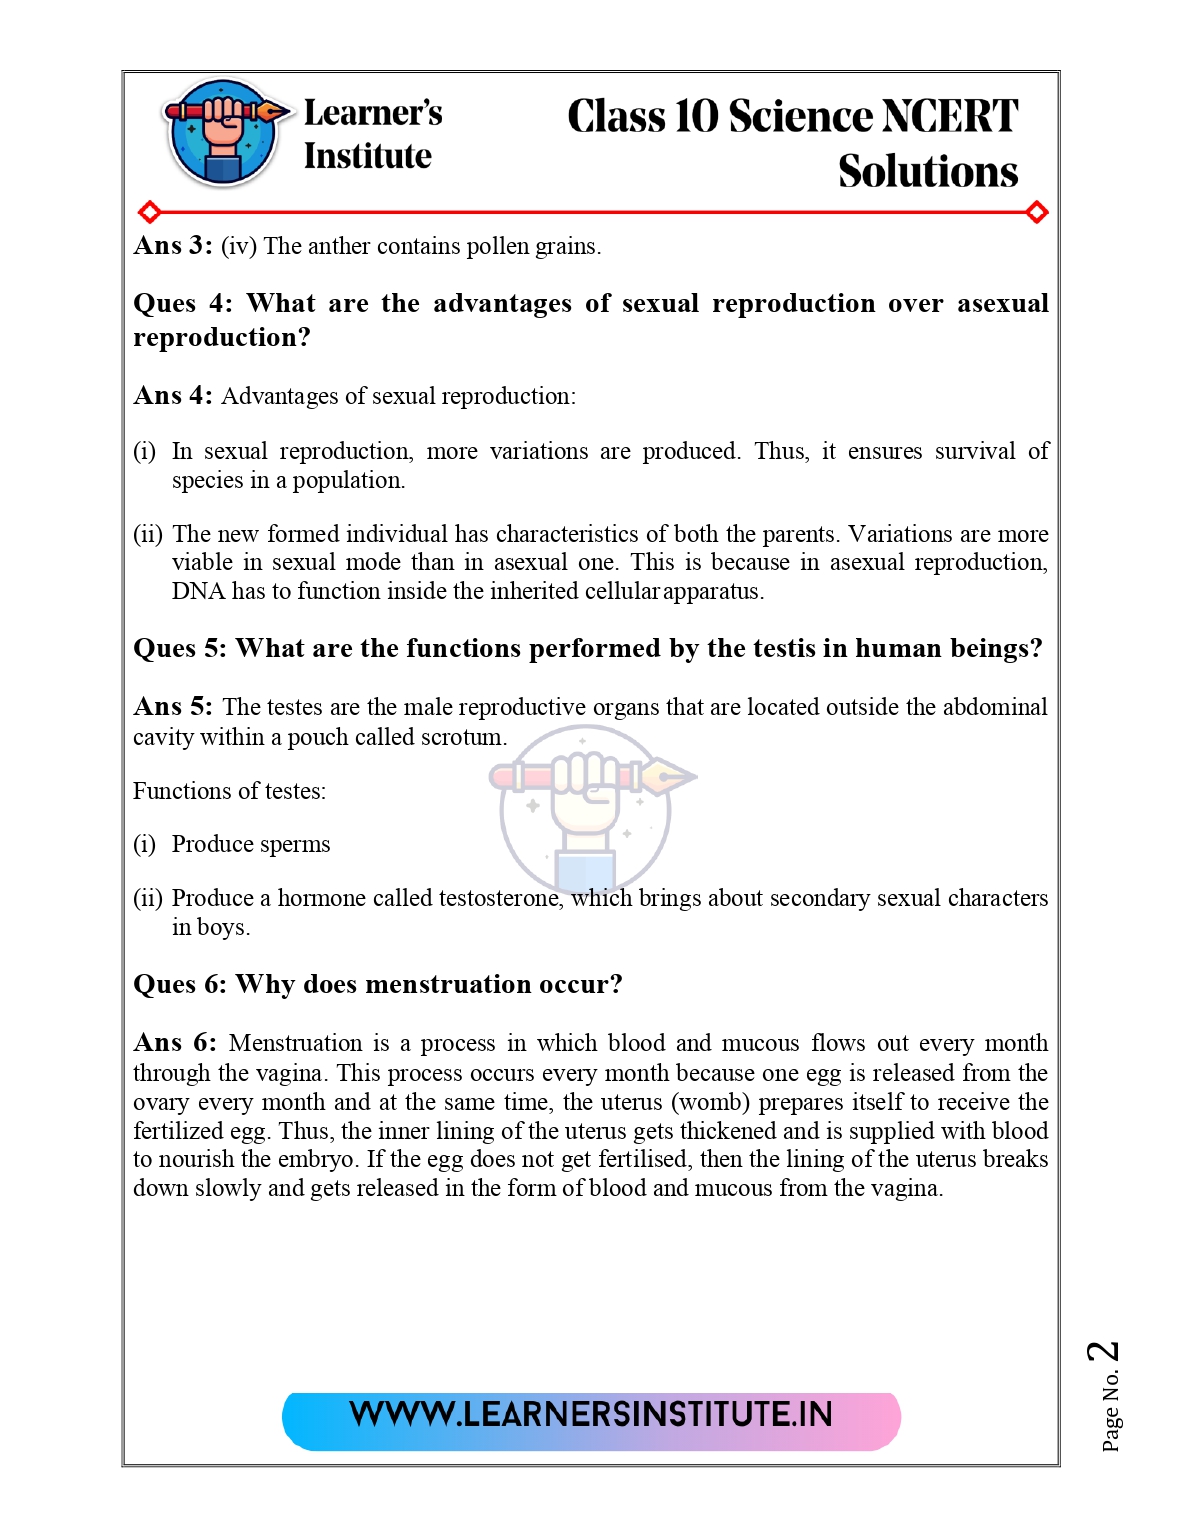 Learner's
Institute
Class 10 Science NCERT
Solutions
Ans 3: (iv) The anther contains pollen grains.
Ques 4: What are the advantages of sexual reproduction over asexual
reproduction?
Ans 4: Advantages of sexual reproduction:
(i) In sexual reproduction, more variations are produced. Thus, it ensures survival of
species in a population.
(ii) The new formed individual has characteristics of both the parents. Variations are more
viable in sexual mode than in asexual one. This is because in asexual reproduction,
DNA has to function inside the inherited cellular apparatus.
Ques 5: What are the functions performed by the testis in human beings?
Ans 5: The testes are the male reproductive organs that are located outside the abdominal
cavity within a pouch called scrotum.
Functions of testes:
(i) Produce sperms
(ii) Produce a hormone called testosterone, which brings about secondary sexual characters
in boys.
Ques 6: Why does menstruation occur?
Ans 6: Menstruation is a process in which blood and mucous flows out every month
through the vagina. This process occurs every month because one egg is released from the
ovary every month and at the same time, the uterus (womb) prepares itself to receive the
fertilized egg. Thus, the inner lining of the uterus gets thickened and is supplied with blood
to nourish the embryo. If the egg does not get fertilised, then the lining of the uterus breaks
down slowly and gets released in the form of blood and mucous from the vagina.
Page No. 2
WWW.LEARNERSINSTITUTE.IN